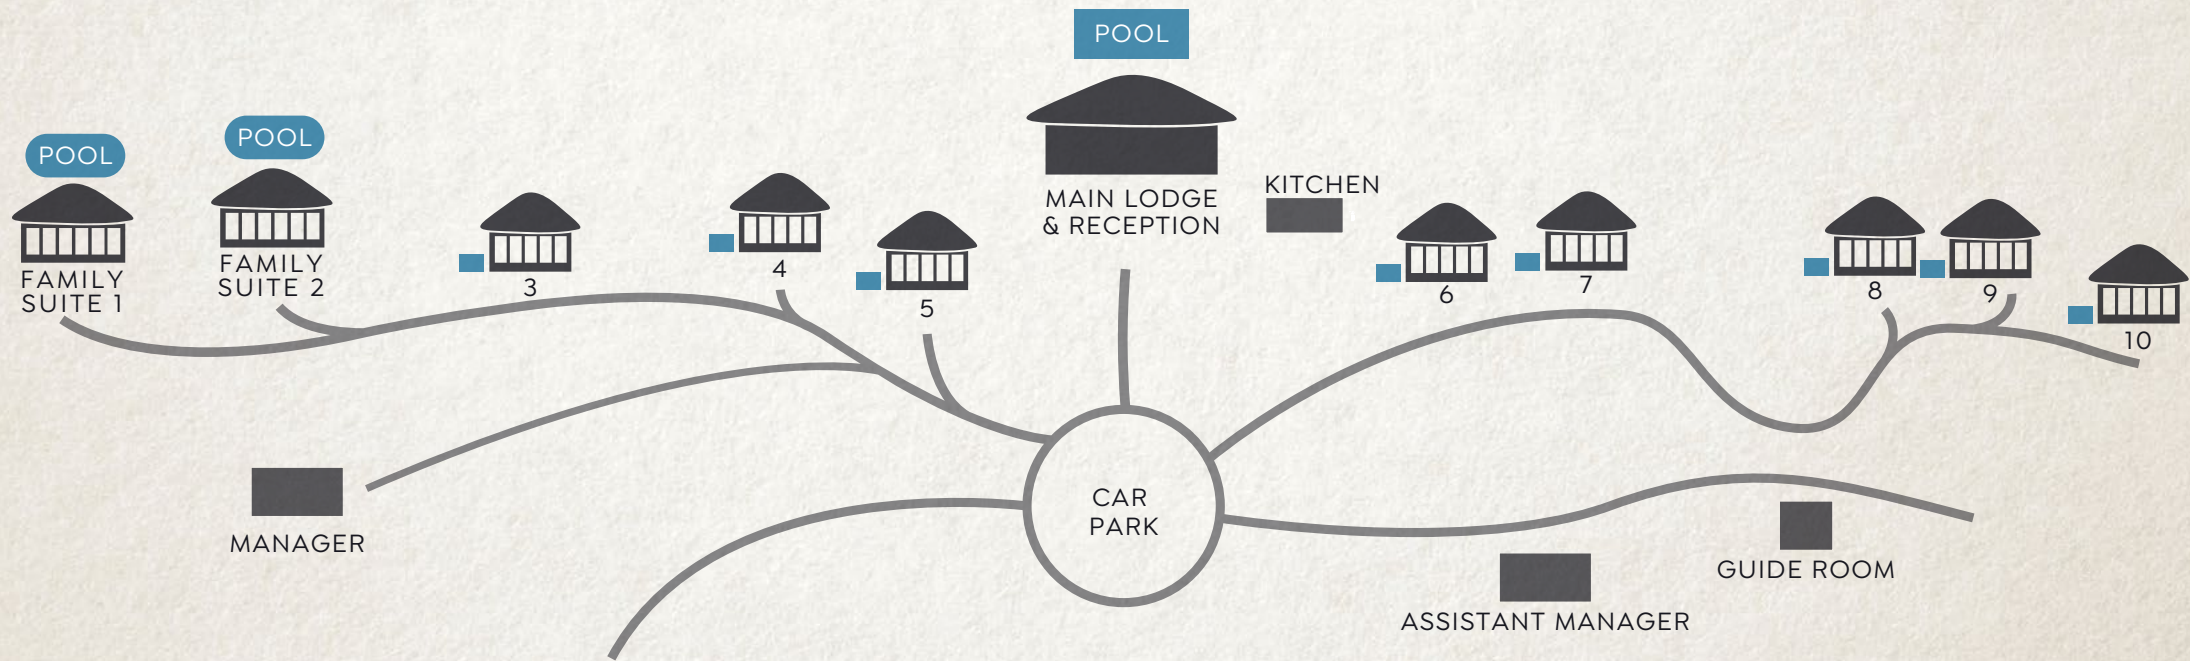 POOL
POOL
POOL
FAMILY
SUITE 1
FAMILY
SUITE 2
3
4
5
MAIN LODGE
& RECEPTION
KITCHEN
6
7
8
9
10
MANAGER
CAR
PARK
ASSISTANT MANAGER
GUIDE ROOM